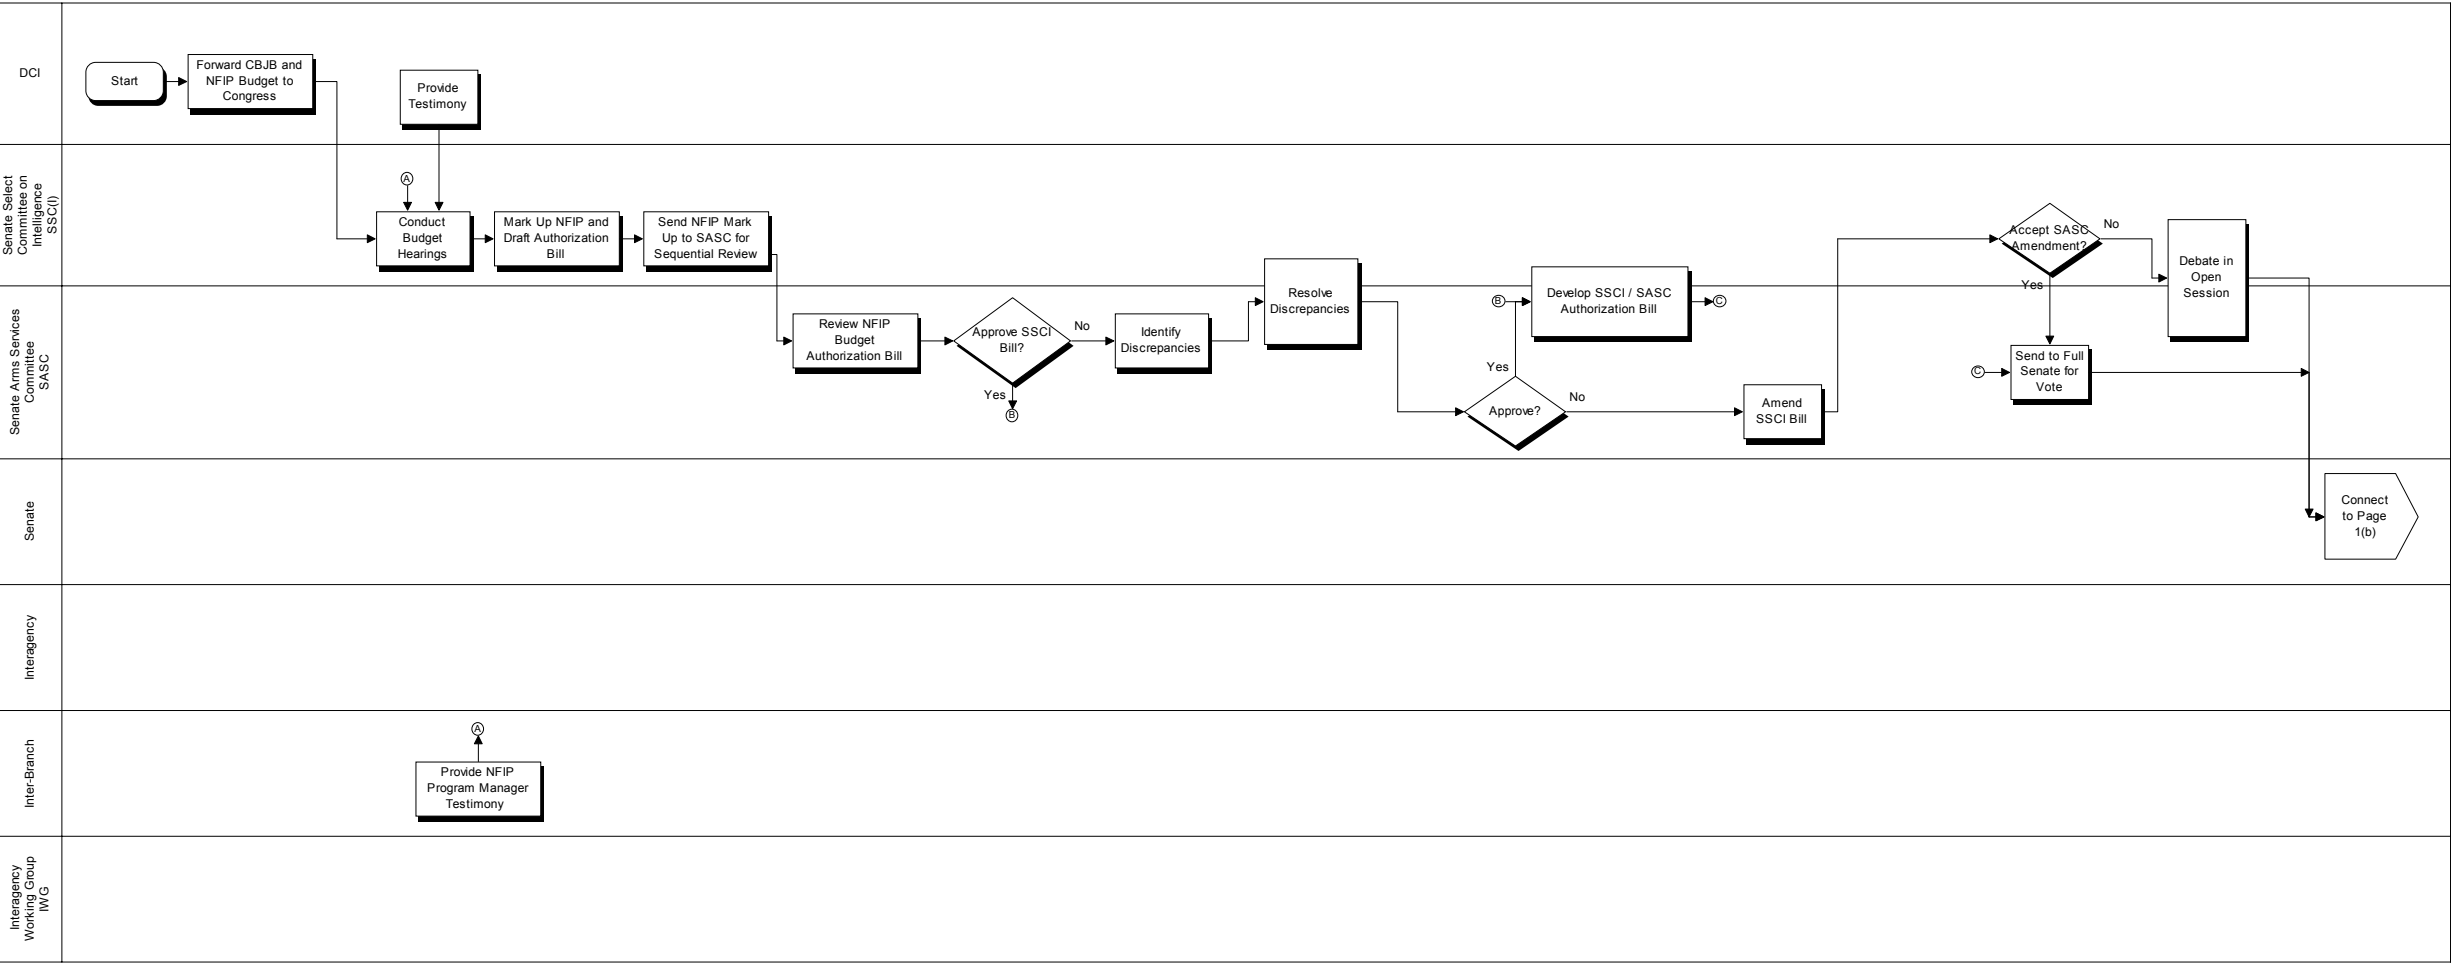 DCI
Start
Forward CBJB and
NFIP Budget to
Congress
Provide
Testimony
Senate Select
Committee on
Intelligence
SSC(I)
A
Conduct
Budget
Hearings
Mark Up NFIP and
Draft Authorization
Bill
Send NFIP Mark
Up to SASC for
Sequential Review
Accept SASC
Amendment?
No
Yes
Debate in
Open
Session
Senate Arms Services
Committee
SASC
Review NFIP
Budget
Authorization Bill
Approve SSCI
Bill?
No
Yes
B
Identify
Discrepancies
Resolve
Discrepancies
B
Develop SSCI / SASC
Authorization Bill
C
Yes
Approve?
No
Amend
SSCI Bill
C
Send to Full
Senate for
Vote
Senate
Connect
to Page
1(b)
Interagency
Inter-Branch
A
Provide NFIP
Program Manager
Testimony
Interagency
Working Group
IWG